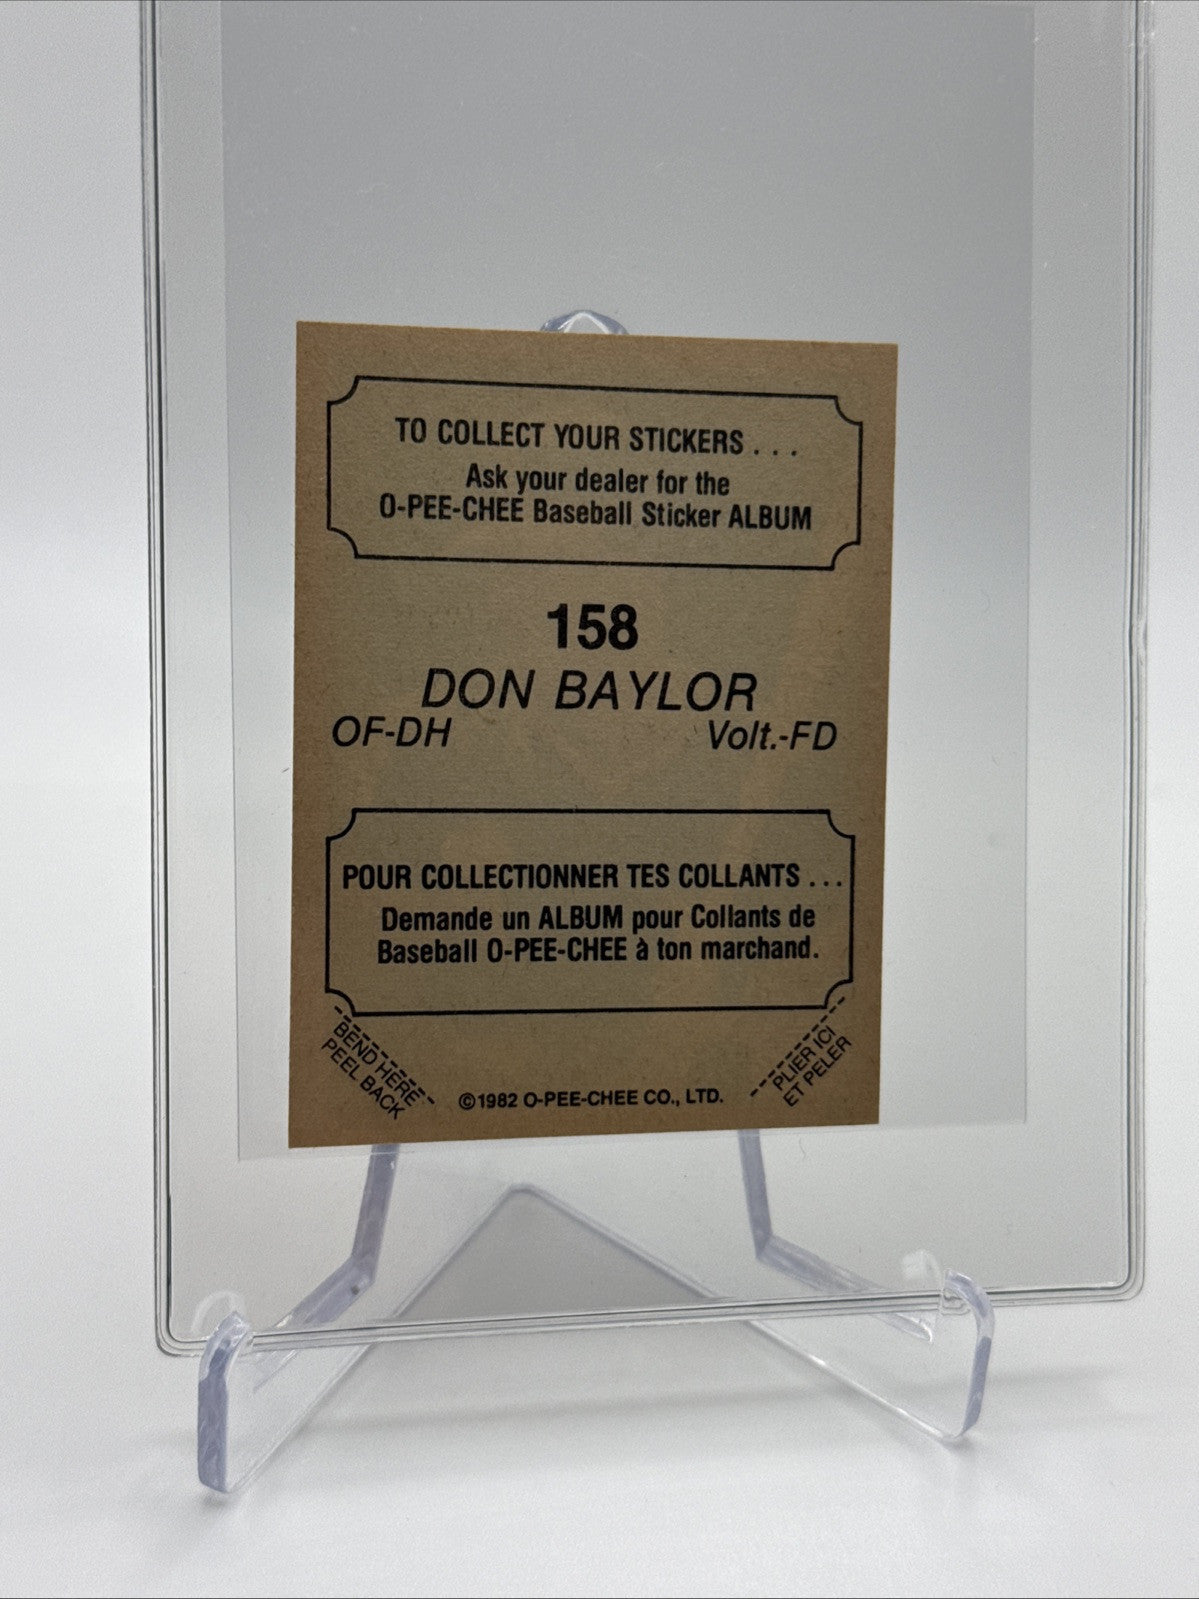 TO COLLECT YOUR STICKERS . . .
Ask your dealer for the
O-PEE-CHEE Baseball Sticker ALBUM
158
DON BAYLOR
OF-DH Volt.-FD
POUR COLLECTIONNER TES COLLANTS . . .
Demande un ALBUM pour Collants de
Baseball O-PEE-CHEE à ton marchand.
BEND HERE
PEEL BACK
PLIER ICI
ET PELER
©1982 O-PEE-CHEE CO., LTD.